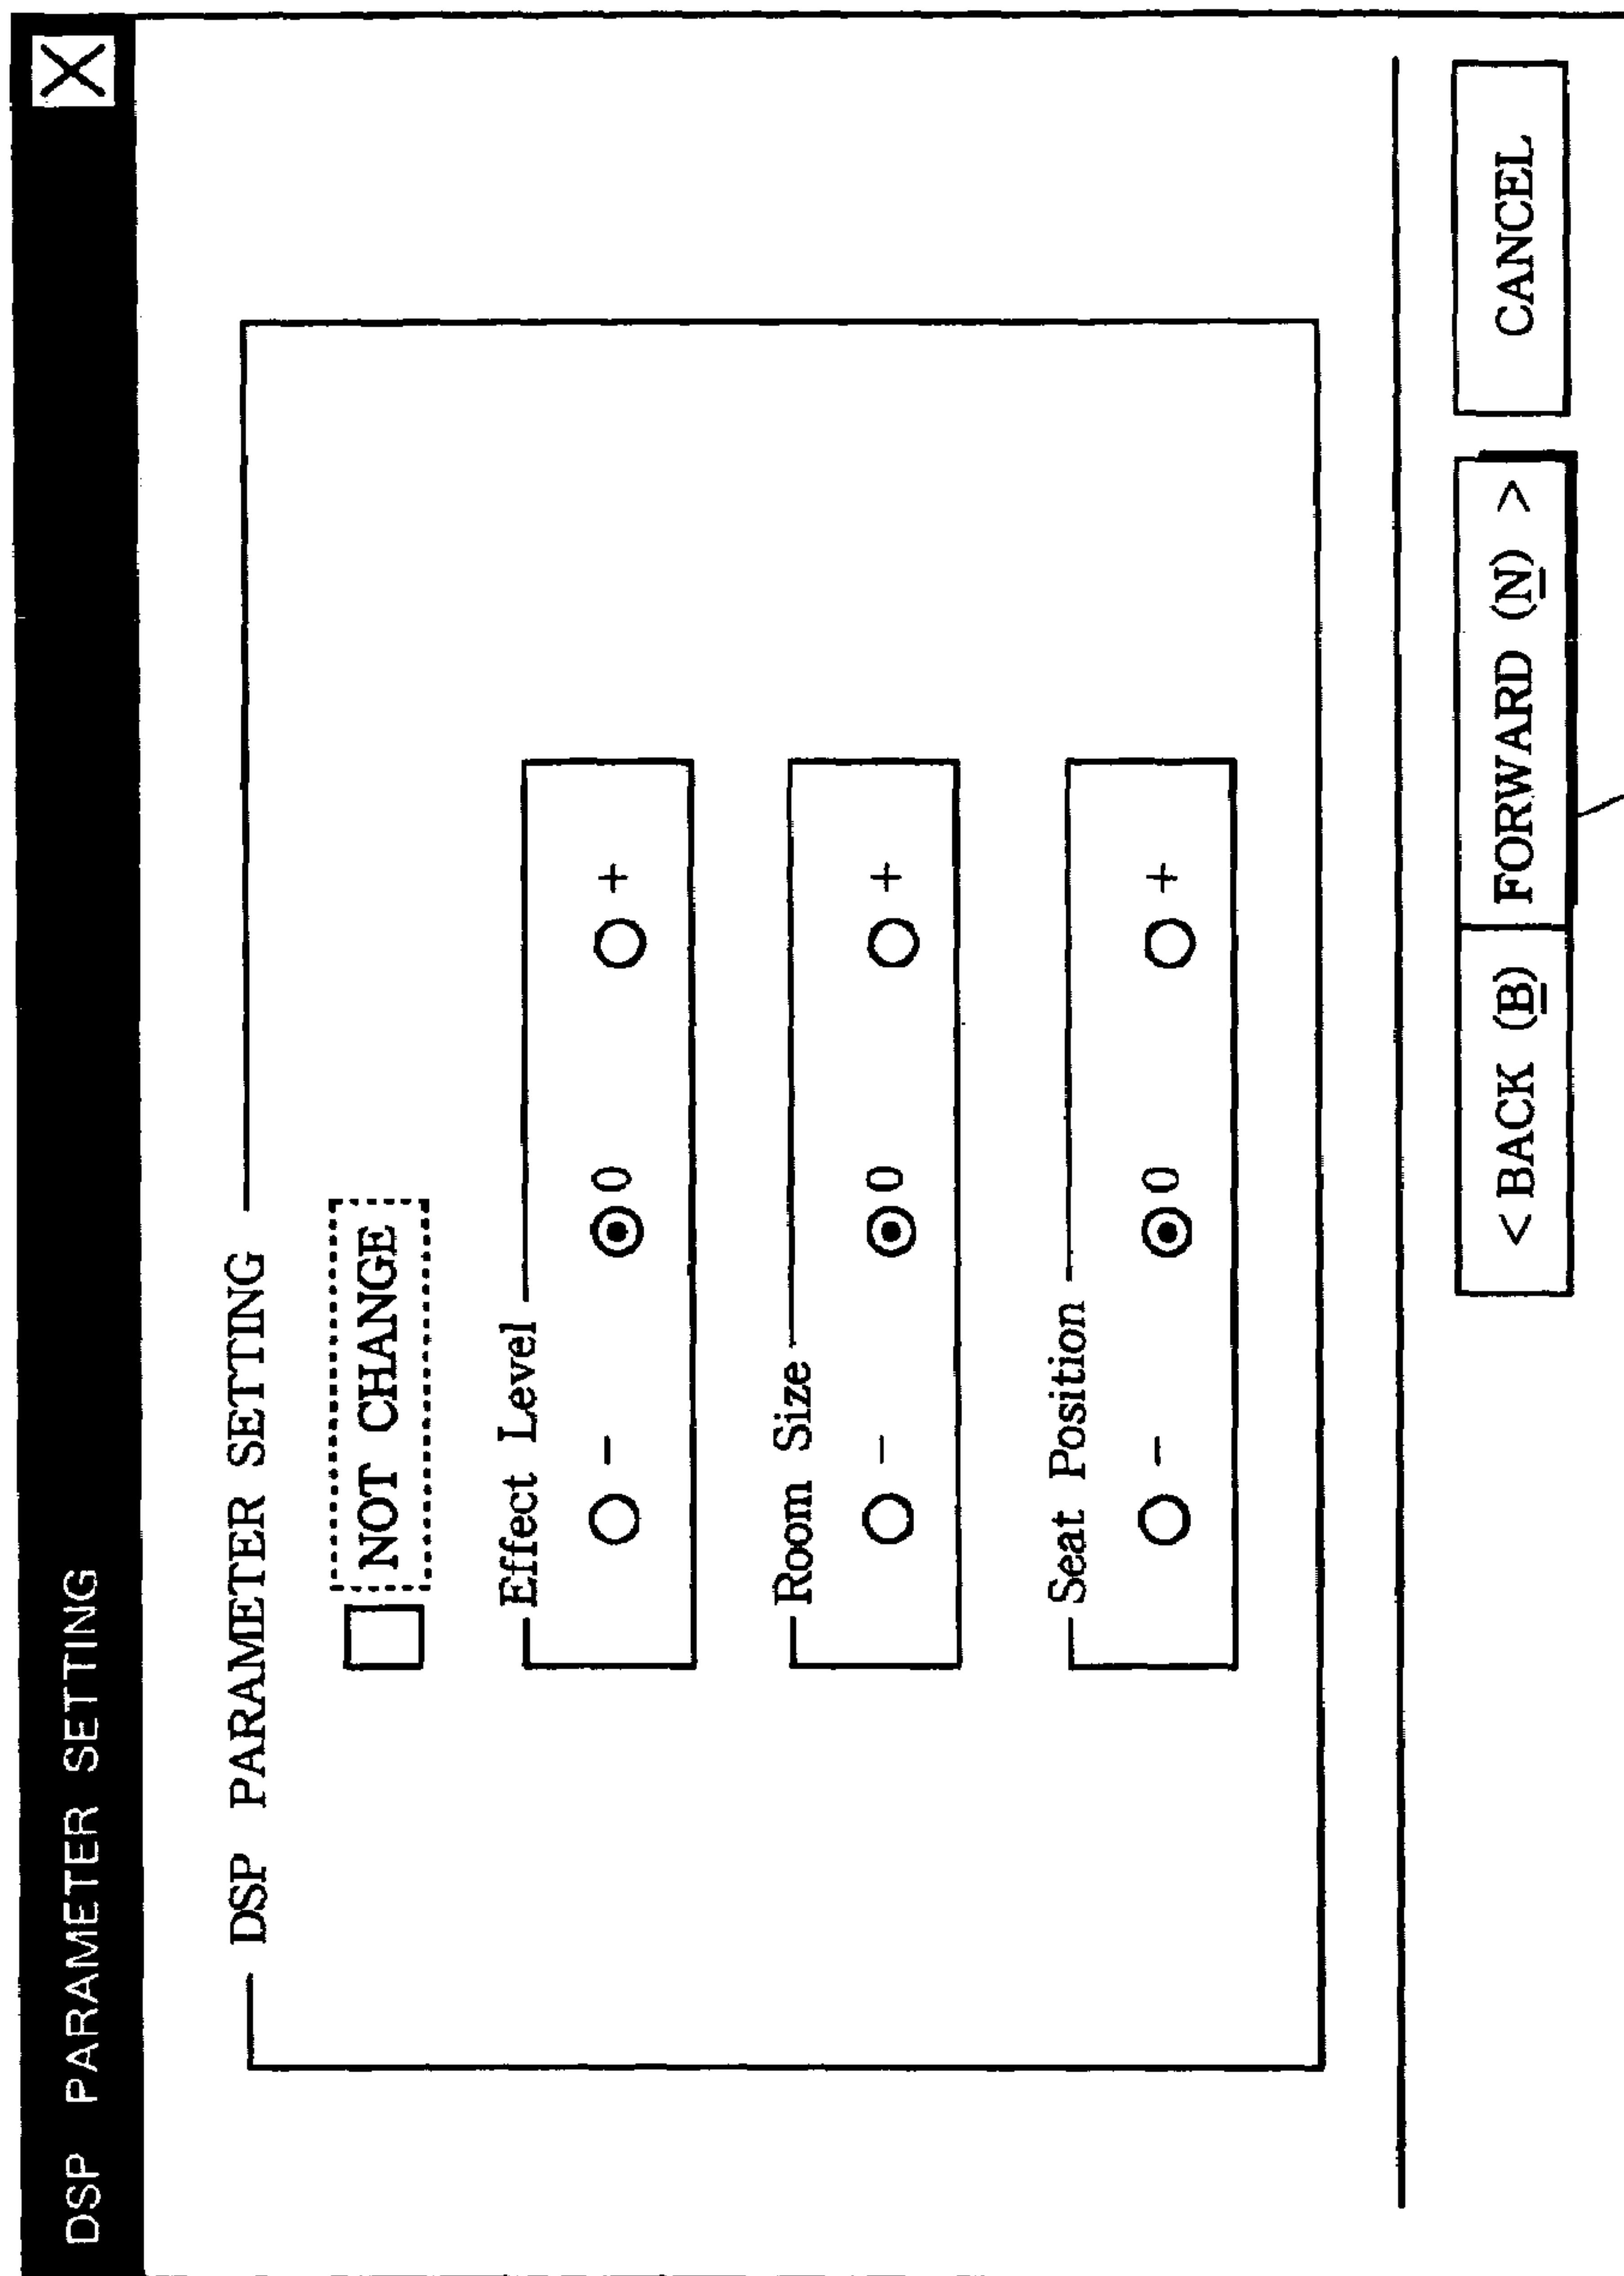 DSP PARAMETER SETTING X
DSP PARAMETER SETTING
NOT CHANGE
Effect Level
- 0 +
Room Size
- 0 +
Seat Position
- 0 +
< BACK (B) FORWARD (N) > CANCEL